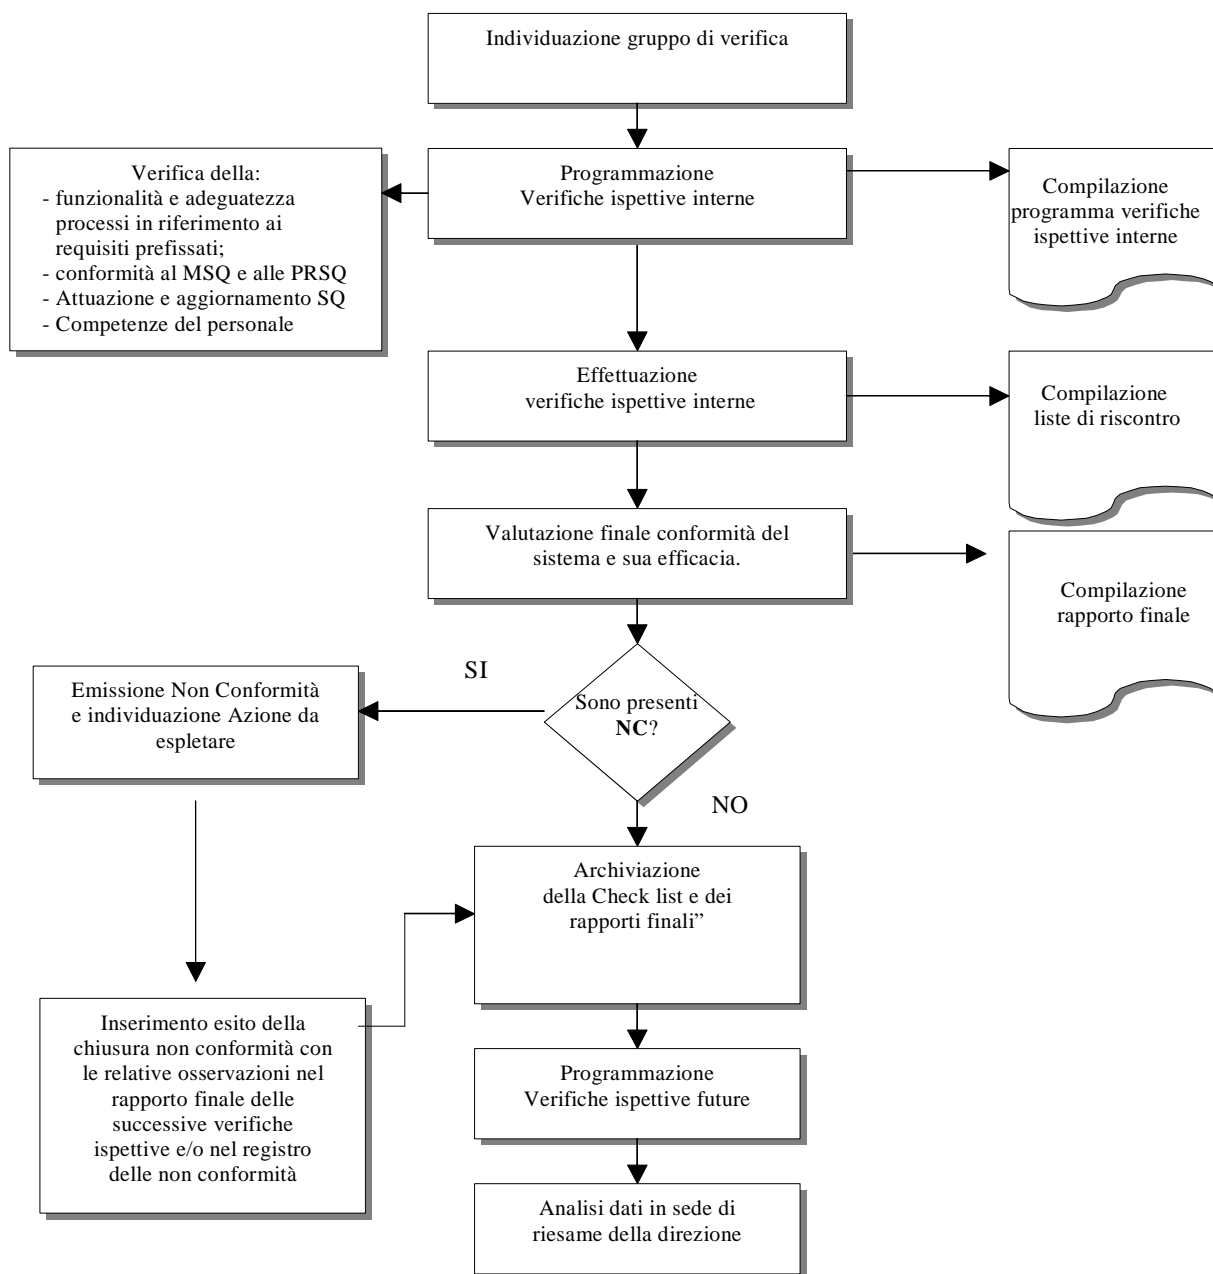 Individuazione gruppo di verifica
Verifica della:
- funzionalità e adeguatezza
processi in riferimento ai
requisiti prefissati;
- conformità al MSQ e alle PRSQ
- Attuazione e aggiornamento SQ
- Competenze del personale
Programmazione
Verifiche ispettive interne
Compilazione
programma verifiche
ispettive interne
Effettuazione
verifiche ispettive interne
Compilazione
liste di riscontro
Valutazione finale conformità del
sistema e sua efficacia.
Compilazione
rapporto finale
SI
Sono presenti
NC?
Emissione Non Conformità
e individuazione Azione da
espletare
NO
Archiviazione
della Check list e dei
rapporti finali”
Inserimento esito della
chiusura non conformità con
le relative osservazioni nel
rapporto finale delle
successive verifiche
ispettive e/o nel registro
delle non conformità
Programmazione
Verifiche ispettive future
Analisi dati in sede di
riesame della direzione